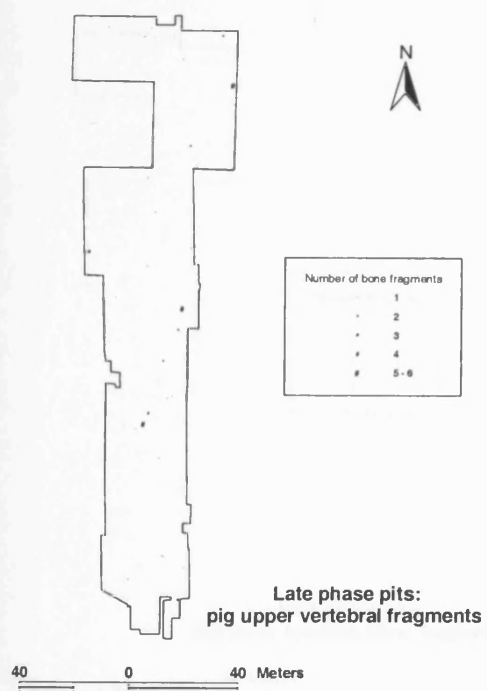 N
Number of bone fragments
1
2
3
4
5-6
Late phase pits:
pig upper vertebral fragments
40 0 40 Meters